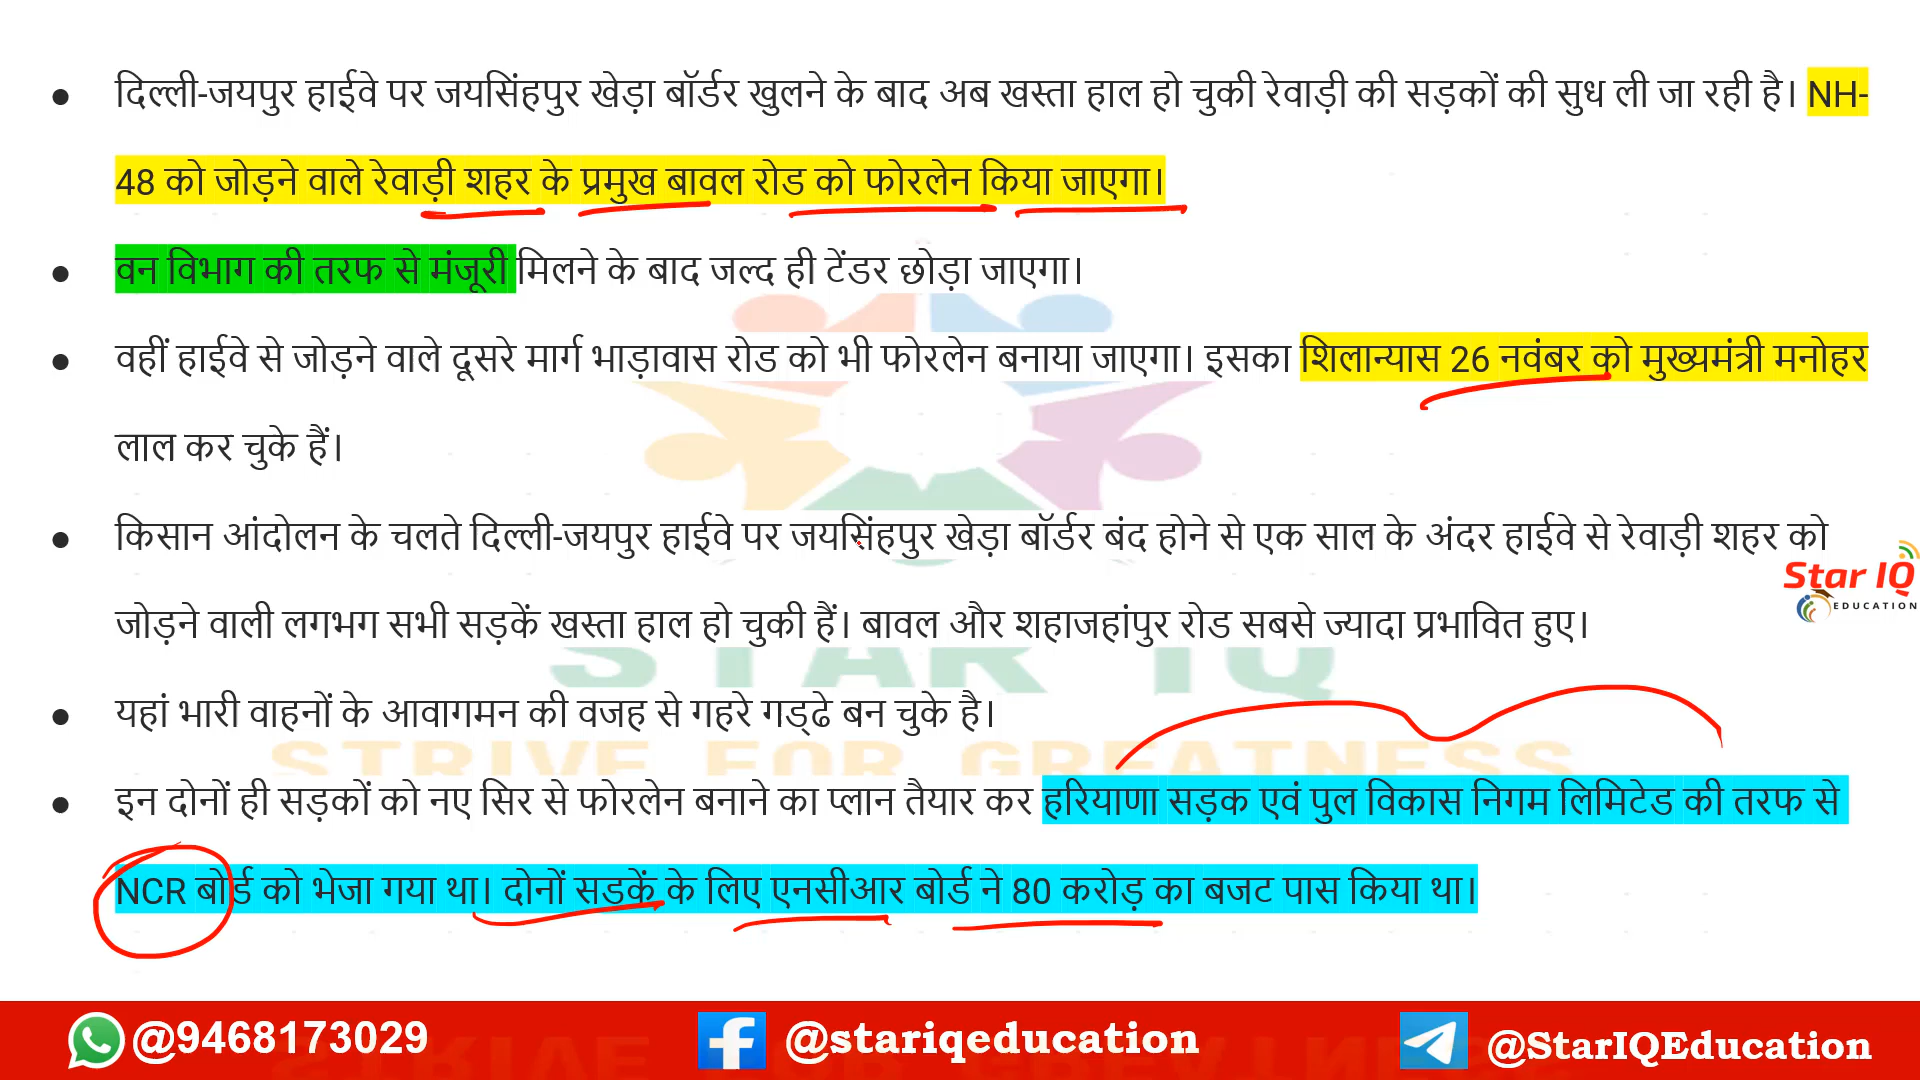 ● दिल्ली-जयपुर हाईवे पर जयसिंहपुर खेड़ा बॉर्डर खुलने के बाद अब खस्ता हाल हो चुकी रेवाड़ी की सड़कों की सुध ली जा रही है। NH-
48 को जोड़ने वाले रेवाड़ी शहर के प्रमुख बावल रोड को फोरलेन किया जाएगा।
● वन विभाग की तरफ से मंजूरी मिलने के बाद जल्द ही टेंडर छोड़ा जाएगा।
● वहीं हाईवे से जोड़ने वाले दूसरे मार्ग भाड़ावास रोड को भी फोरलेन बनाया जाएगा। इसका शिलान्यास 26 नवंबर को मुख्यमंत्री मनोहर
लाल कर चुके हैं।
● किसान आंदोलन के चलते दिल्ली-जयपुर हाईवे पर जयसिंहपुर खेड़ा बॉर्डर बंद होने से एक साल के अंदर हाईवे से रेवाड़ी शहर को
जोड़ने वाली लगभग सभी सड़कें खस्ता हाल हो चुकी हैं। बावल और शहाजहांपुर रोड सबसे ज्यादा प्रभावित हुए।
Star IQ
EDUCATION
STAR IQ
● यहां भारी वाहनों के आवागमन की वजह से गहरे गड्ढे बन चुके है।
STRIVE FOR GREATNESS
● इन दोनों ही सड़कों को नए सिर से फोरलेन बनाने का प्लान तैयार कर हरियाणा सड़क एवं पुल विकास निगम लिमिटेड की तरफ से
NCR बोर्ड को भेजा गया था। दोनों सडकें के लिए एनसीआर बोर्ड ने 80 करोड़ का बजट पास किया था।
@9468173029 @stariqeducation @StarIQEducation